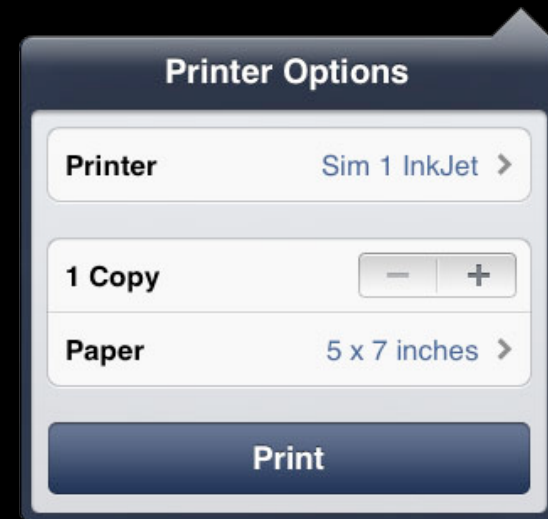 Printer Options
Printer Sim 1 InkJet >
1 Copy − +
Paper 5 x 7 inches >
Print